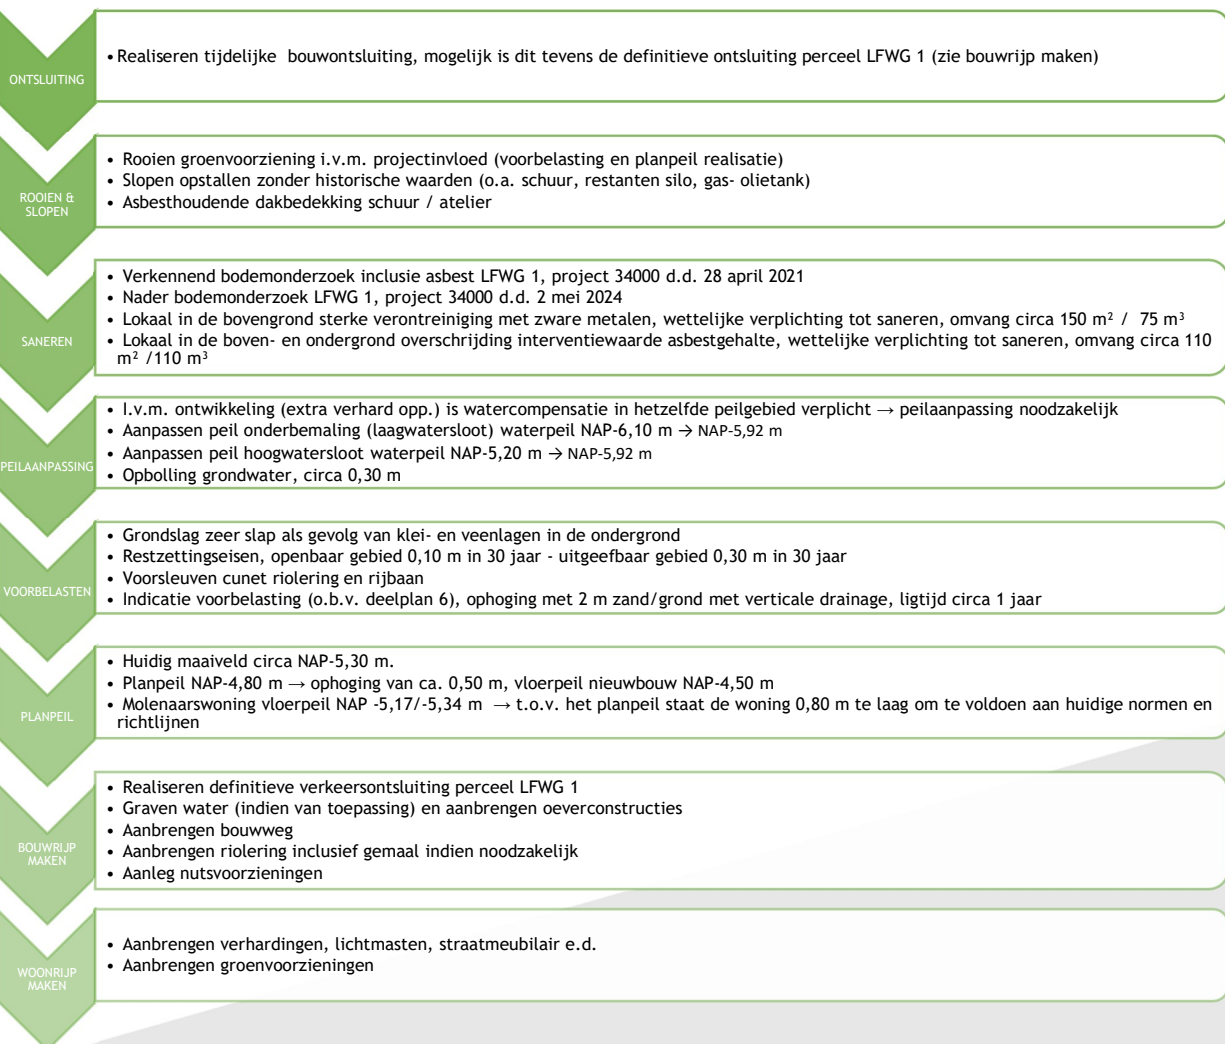 ONTSLUITING
• Realiseren tijdelijke bouwontsluiting, mogelijk is dit tevens de definitieve ontsluiting perceel LFWG 1 (zie bouwrijp maken)
ROOIEN &
SLOPEN
• Rooien groenvoorziening i.v.m. projectinvloed (voorbelasting en planpeil realisatie)
• Slopen opstallen zonder historische waarden (o.a. schuur, restanten silo, gas- olietank)
• Asbesthoudende dakbedekking schuur / atelier
SANEREN
• Verkennend bodemonderzoek inclusie asbest LFWG 1, project 34000 d.d. 28 april 2021
• Nader bodemonderzoek LFWG 1, project 34000 d.d. 2 mei 2024
• Lokaal in de bovengrond sterke verontreiniging met zware metalen, wettelijke verplichting tot saneren, omvang circa 150 m² / 75 m³
• Lokaal in de boven- en ondergrond overschrijding interventiewaarde asbestgehalte, wettelijke verplichting tot saneren, omvang circa 110
m² /110 m³
PEILAANPASSING
• I.v.m. ontwikkeling (extra verhard opp.) is watercompensatie in hetzelfde peilgebied verplicht → peilaanpassing noodzakelijk
• Aanpassen peil onderbemaling (laagwatersloot) waterpeil NAP-6,10 m → NAP-5,92 m
• Aanpassen peil hoogwatersloot waterpeil NAP-5,20 m → NAP-5,92 m
• Opbolling grondwater, circa 0,30 m
VOORBELASTEN
• Grondslag zeer slap als gevolg van klei- en veenlagen in de ondergrond
• Restzettingseisen, openbaar gebied 0,10 m in 30 jaar - uitgeefbaar gebied 0,30 m in 30 jaar
• Voorsleuven cunet riolering en rijbaan
• Indicatie voorbelasting (o.b.v. deelplan 6), ophoging met 2 m zand/grond met verticale drainage, ligtijd circa 1 jaar
PLANPEIL
• Huidig maaiveld circa NAP-5,30 m.
• Planpeil NAP-4,80 m → ophoging van ca. 0,50 m, vloerpeil nieuwbouw NAP-4,50 m
• Molenaarswoning vloerpeil NAP -5,17/-5,34 m → t.o.v. het planpeil staat de woning 0,80 m te laag om te voldoen aan huidige normen en
richtlijnen
BOUWRIJP
MAKEN
• Realiseren definitieve verkeersontsluiting perceel LFWG 1
• Graven water (indien van toepassing) en aanbrengen oeverconstructies
• Aanbrengen bouwweg
• Aanbrengen riolering inclusief gemaal indien noodzakelijk
• Aanleg nutsvoorzieningen
WOONRIJP
MAKEN
• Aanbrengen verhardingen, lichtmasten, straatmeubilair e.d.
• Aanbrengen groenvoorzieningen